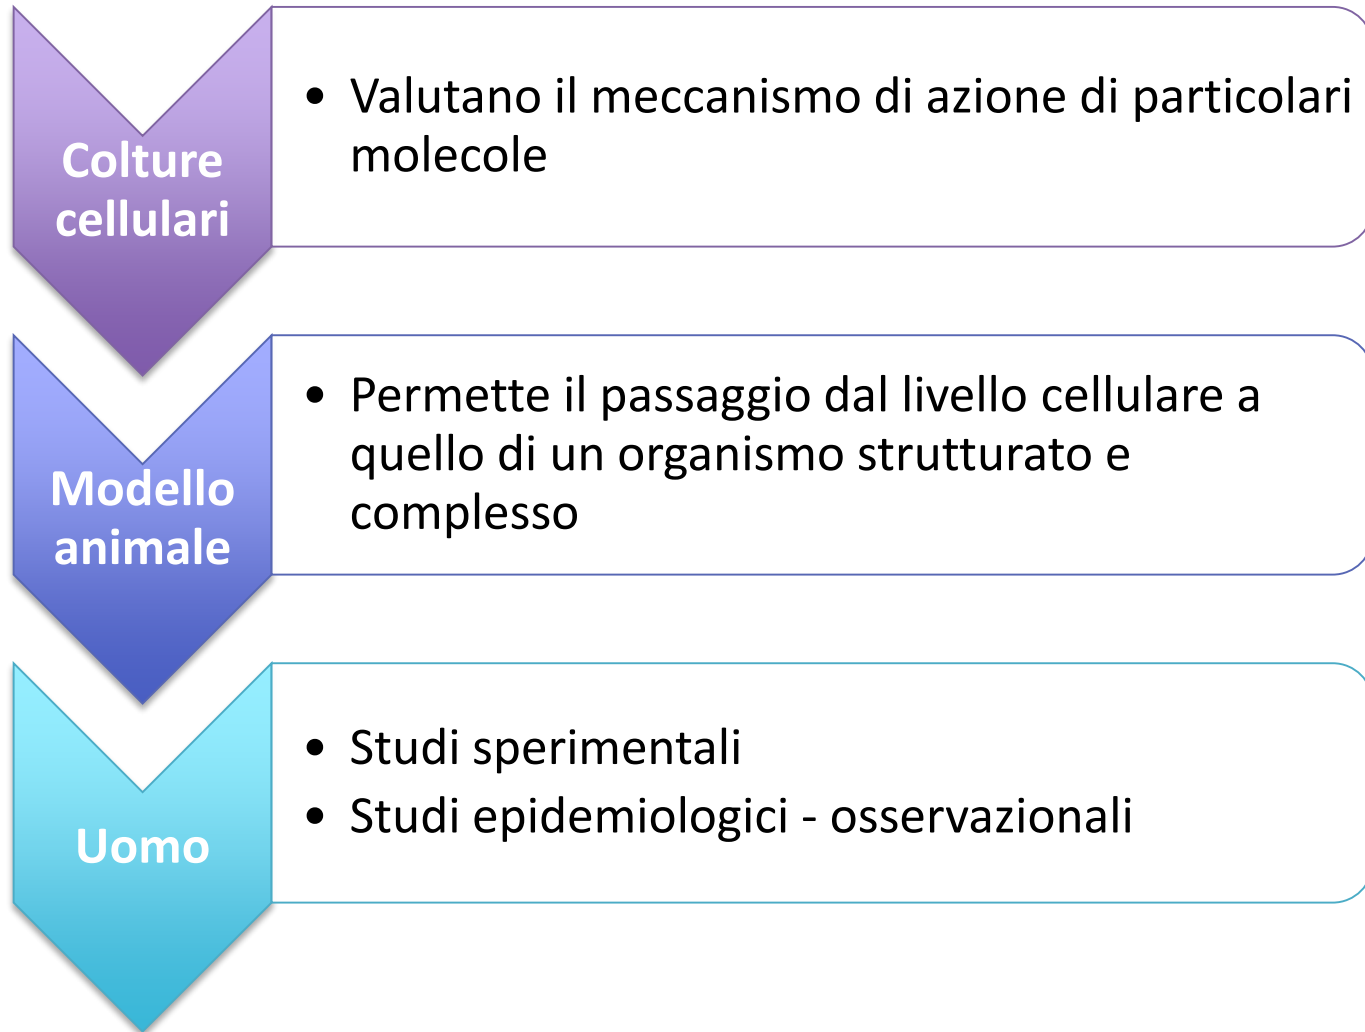 Colture
cellulari
• Valutano il meccanismo di azione di particolari
molecole
Modello
animale
• Permette il passaggio dal livello cellulare a
quello di un organismo strutturato e
complesso
Uomo
• Studi sperimentali
• Studi epidemiologici - osservazionali